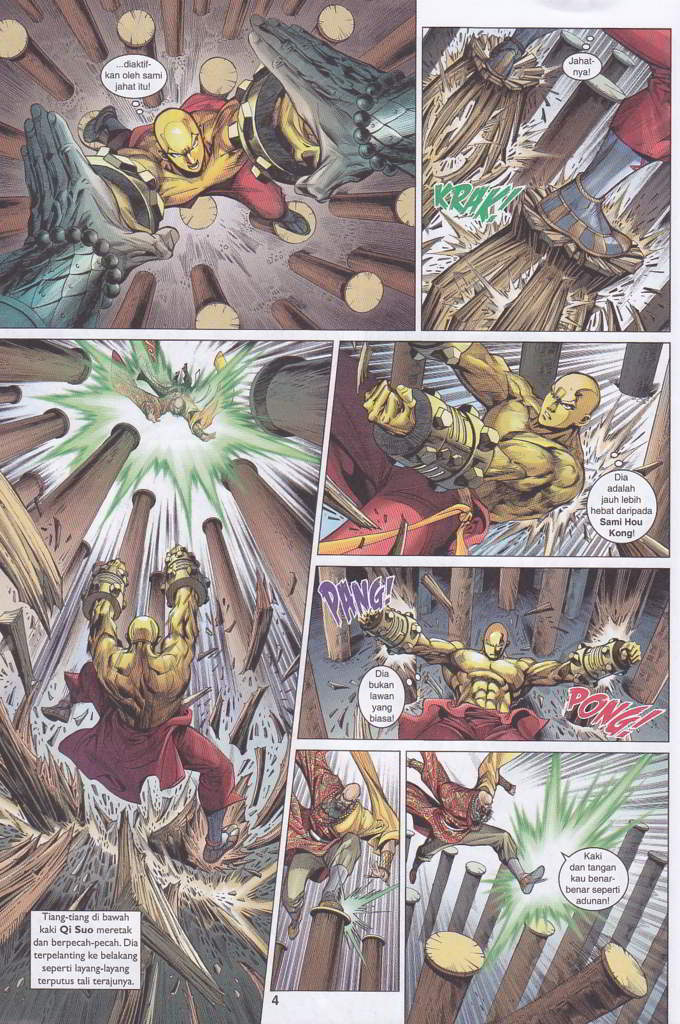 ...diaktif-
kan oleh sami
jahat itu!
Jahat-
nya!
KRAK!
Dia
adalah
jauh lebih
hebat daripada
Sami Hou
Kong!
PANG!
Dia
bukan
lawan
yang
biasa!
PONG!
Tiang-tiang di bawah
kaki Qi Suo meretak
dan berpecah-pecah. Dia
terpelanting ke belakang
seperti layang-layang
terputus tali terajunya.
Kaki
dan tangan
kau benar-
benar seperti
adunan!
4